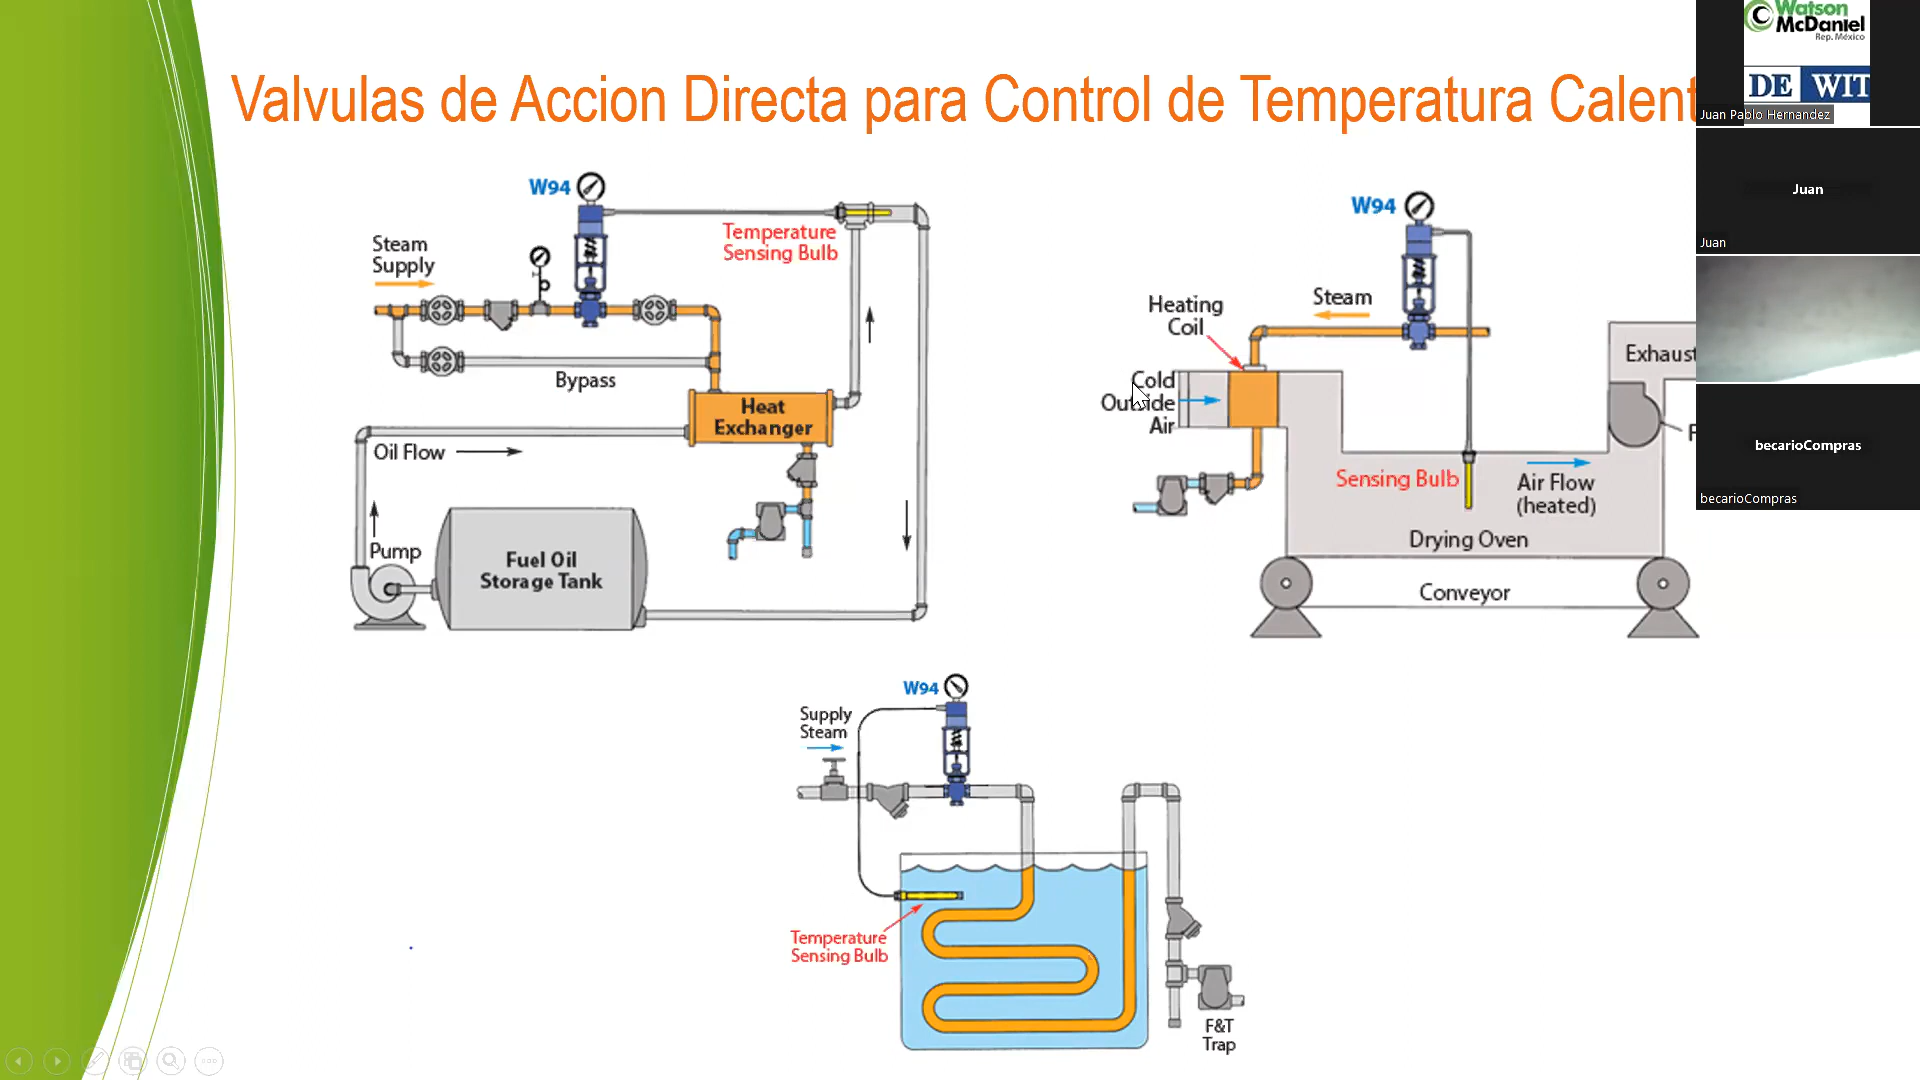 Valvulas de Accion Directa para Control de Temperatura Calent
W94
Temperature
Sensing Bulb
Steam
Supply
Bypass
Heat
Exchanger
Oil Flow
Pump
Fuel Oil
Storage Tank
W94
Steam
Heating
Coil
Cold
Outside
Air
Exhaust
Sensing Bulb
Air Flow
(heated)
Drying Oven
Conveyor
W94
Supply
Steam
Temperature
Sensing Bulb
F&T
Trap
Watson
McDaniel
Rep. México
DE WIT
Juan Pablo Hernandez
Juan
Juan
becarioCompras
becarioCompras